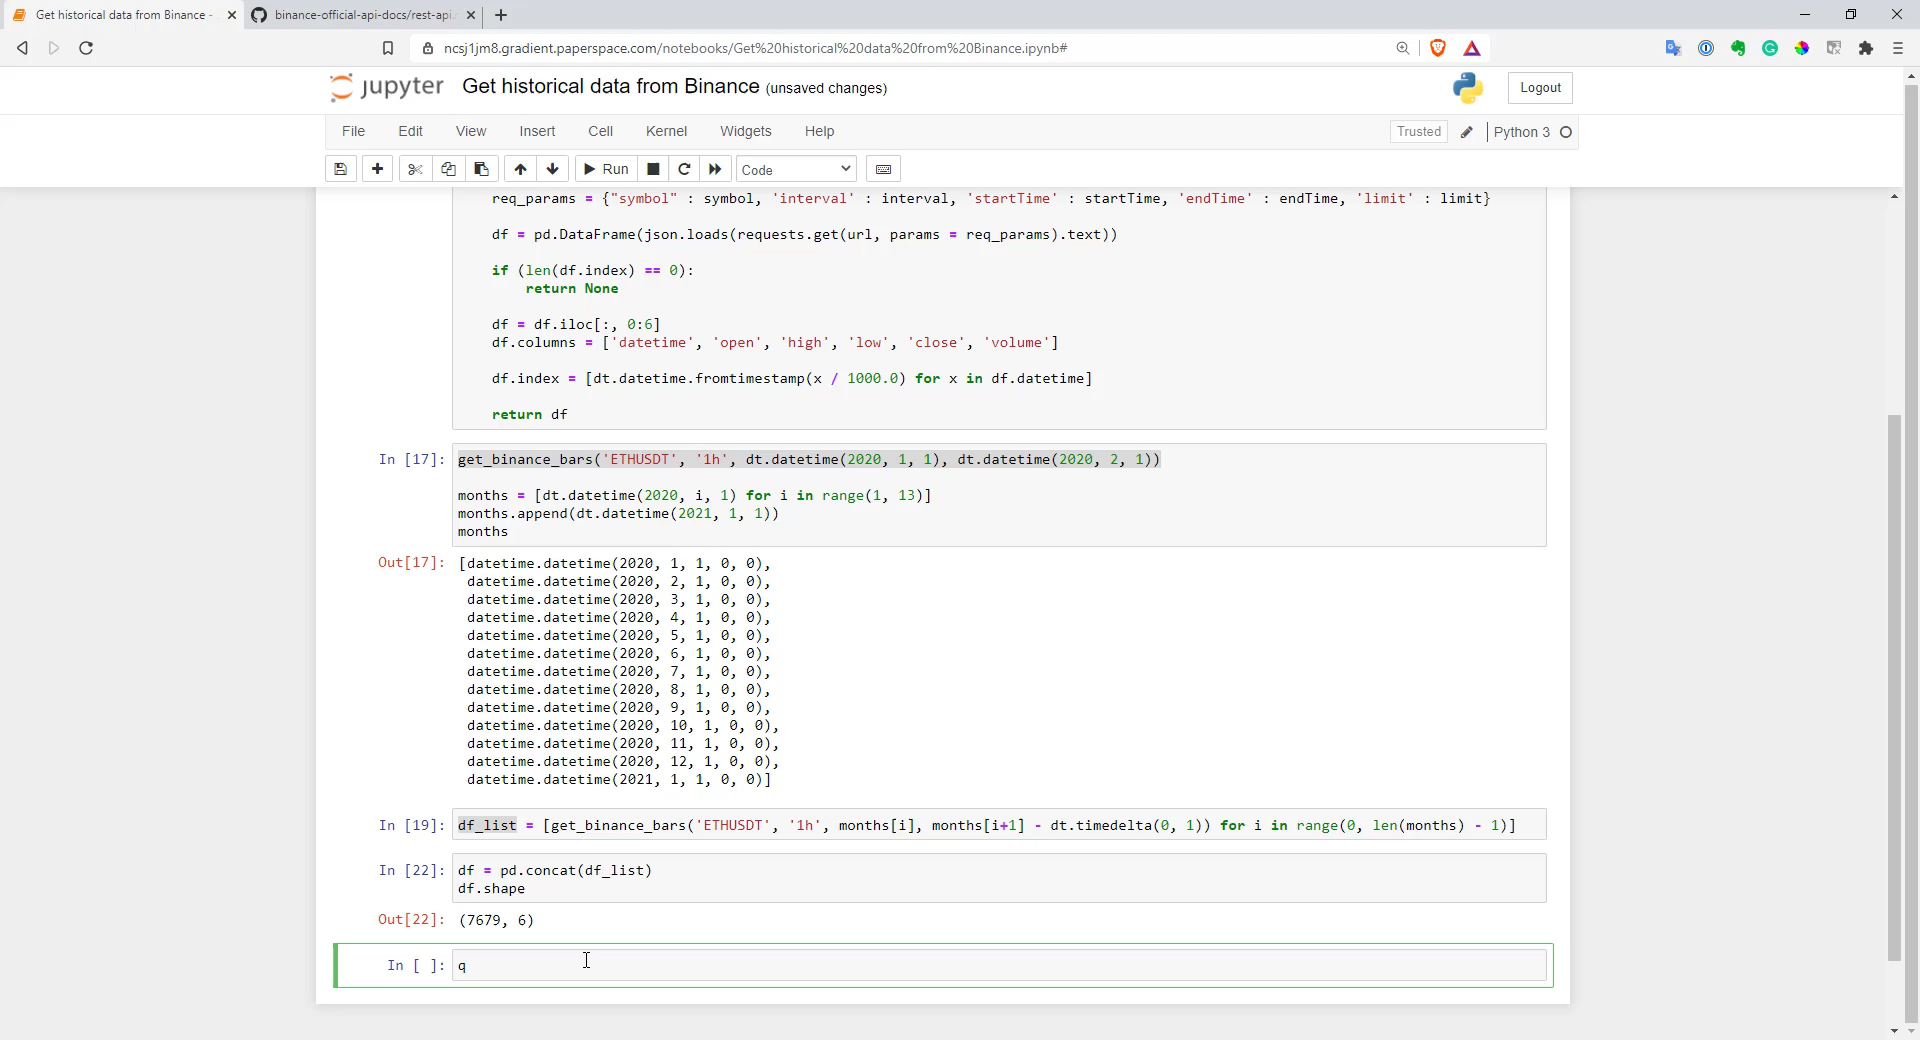 Get historical data from Binance -
binance-official-api-docs/rest-api.
ncsj1jm8.gradient.paperspace.com/notebooks/Get%20historical%20data%20from%20Binance.ipynb#
jupyter Get historical data from Binance (unsaved changes)
Logout
File Edit View Insert Cell Kernel Widgets Help
Trusted Python 3
Run Code
req_params = {"symbol" : symbol, 'interval' : interval, 'startTime' : startTime, 'endTime' : endTime, 'limit' : limit}
df = pd.DataFrame(json.loads(requests.get(url, params = req_params).text))
if (len(df.index) == 0):
return None
df = df.iloc[:, 0:6]
df.columns = ['datetime', 'open', 'high', 'low', 'close', 'volume']
df.index = [dt.datetime.fromtimestamp(x / 1000.0) for x in df.datetime]
return df
In [17]: get_binance_bars('ETHUSDT', '1h', dt.datetime(2020, 1, 1), dt.datetime(2020, 2, 1))
months = [dt.datetime(2020, i, 1) for i in range(1, 13)]
months.append(dt.datetime(2021, 1, 1))
months
Out[17]: [datetime.datetime(2020, 1, 1, 0, 0),
datetime.datetime(2020, 2, 1, 0, 0),
datetime.datetime(2020, 3, 1, 0, 0),
datetime.datetime(2020, 4, 1, 0, 0),
datetime.datetime(2020, 5, 1, 0, 0),
datetime.datetime(2020, 6, 1, 0, 0),
datetime.datetime(2020, 7, 1, 0, 0),
datetime.datetime(2020, 8, 1, 0, 0),
datetime.datetime(2020, 9, 1, 0, 0),
datetime.datetime(2020, 10, 1, 0, 0),
datetime.datetime(2020, 11, 1, 0, 0),
datetime.datetime(2020, 12, 1, 0, 0),
datetime.datetime(2021, 1, 1, 0, 0)]
In [19]: df_list = [get_binance_bars('ETHUSDT', '1h', months[i], months[i+1] - dt.timedelta(0, 1)) for i in range(0, len(months) - 1)]
In [22]: df = pd.concat(df_list)
df.shape
Out[22]: (7679, 6)
In [ ]: q